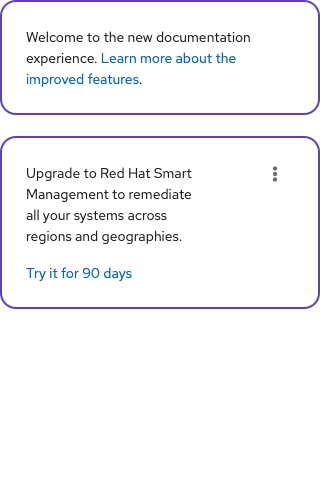 Welcome to the new documentation
experience. Learn more about the
improved features.
Upgrade to Red Hat Smart
Management to remediate
all your systems across
regions and geographies.
Try it for 90 days